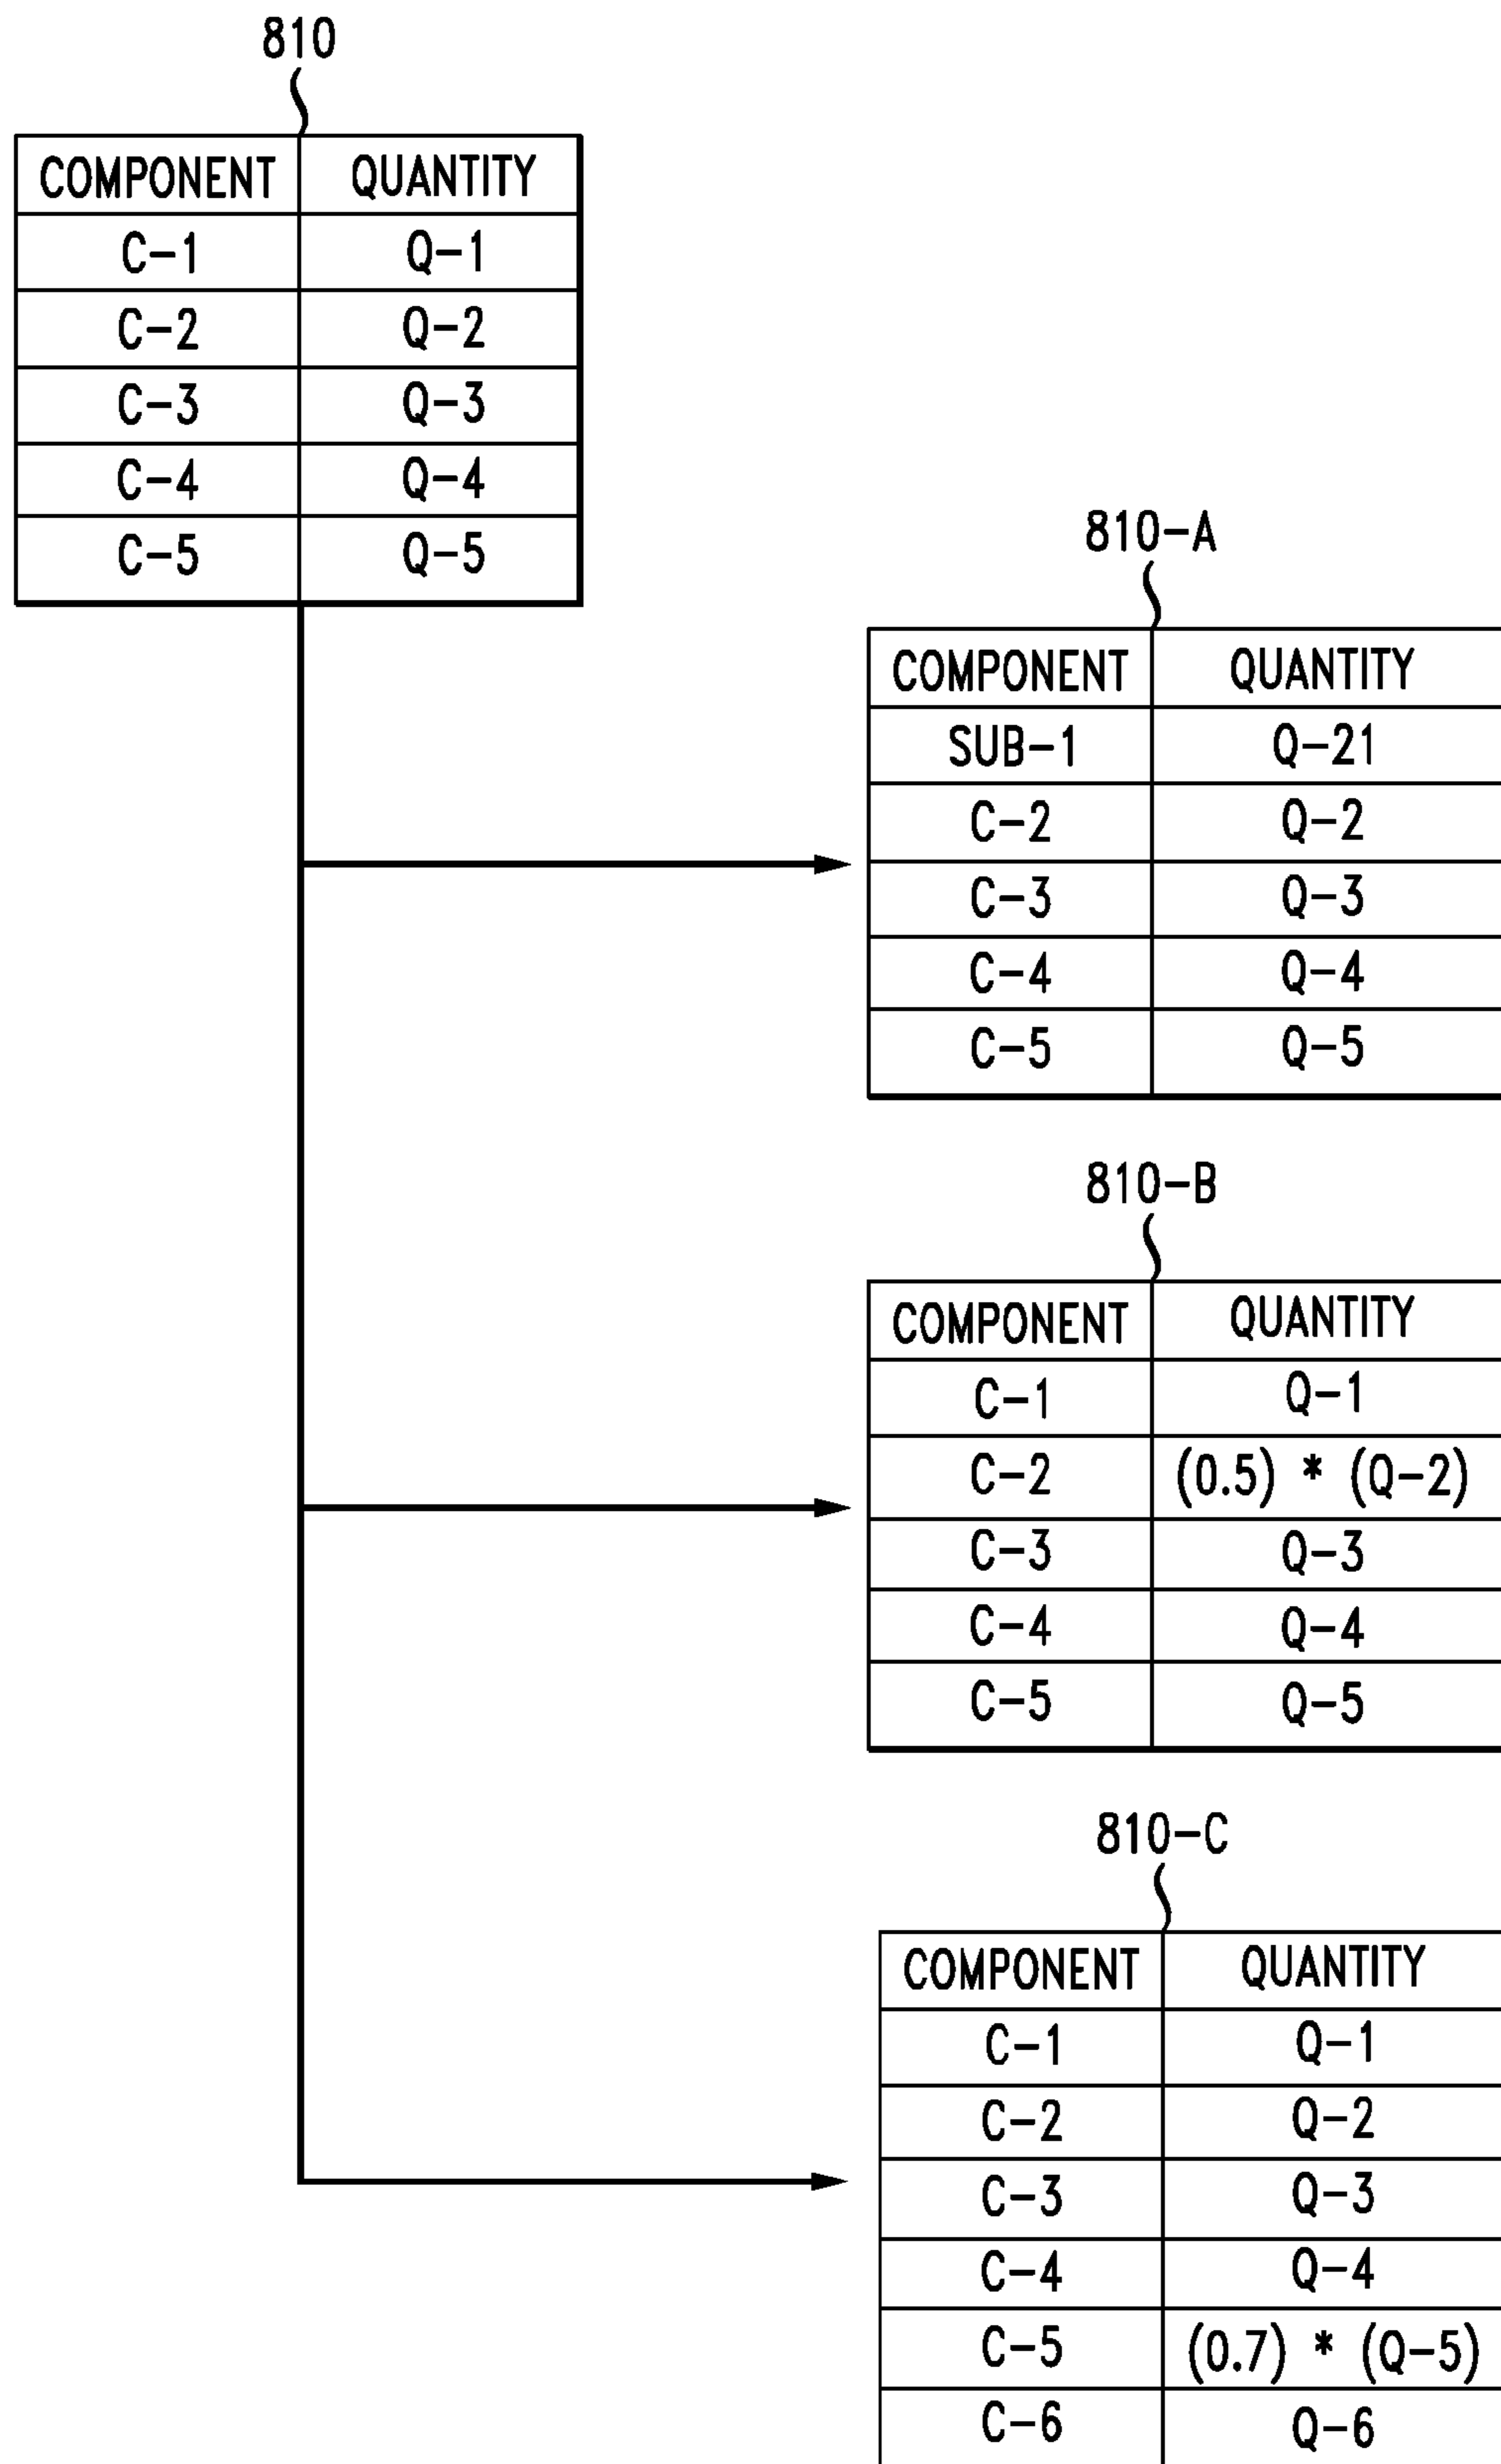 810
COMPONENT QUANTITY
C-1 Q-1
C-2 Q-2
C-3 Q-3
C-4 Q-4
C-5 Q-5
810-A
COMPONENT QUANTITY
SUB-1 Q-21
C-2 Q-2
C-3 Q-3
C-4 Q-4
C-5 Q-5
810-B
COMPONENT QUANTITY
C-1 Q-1
C-2 (0.5) * (Q-2)
C-3 Q-3
C-4 Q-4
C-5 Q-5
810-C
COMPONENT QUANTITY
C-1 Q-1
C-2 Q-2
C-3 Q-3
C-4 Q-4
C-5 (0.7) * (Q-5)
C-6 Q-6